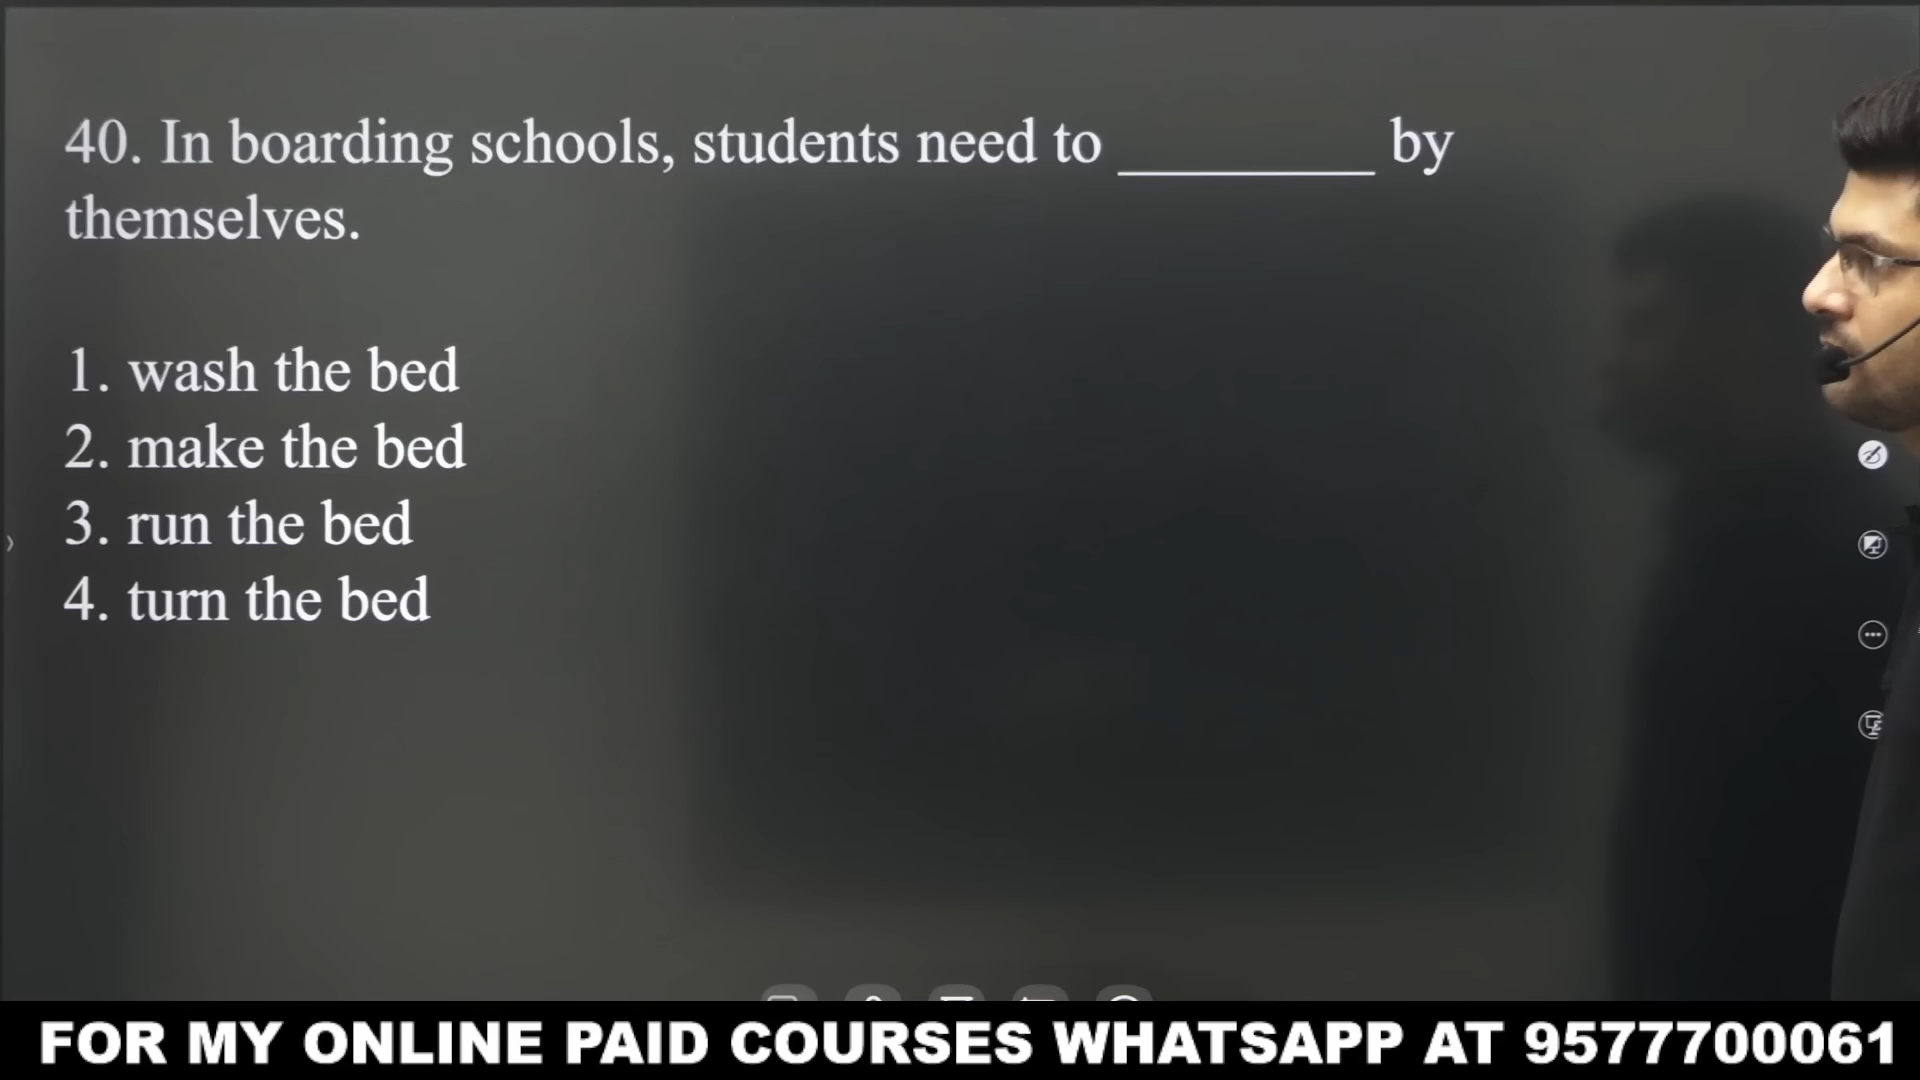 40. In boarding schools, students need to ________ by
themselves.
1. wash the bed
2. make the bed
3. run the bed
4. turn the bed
FOR MY ONLINE PAID COURSES WHATSAPP AT 9577700061